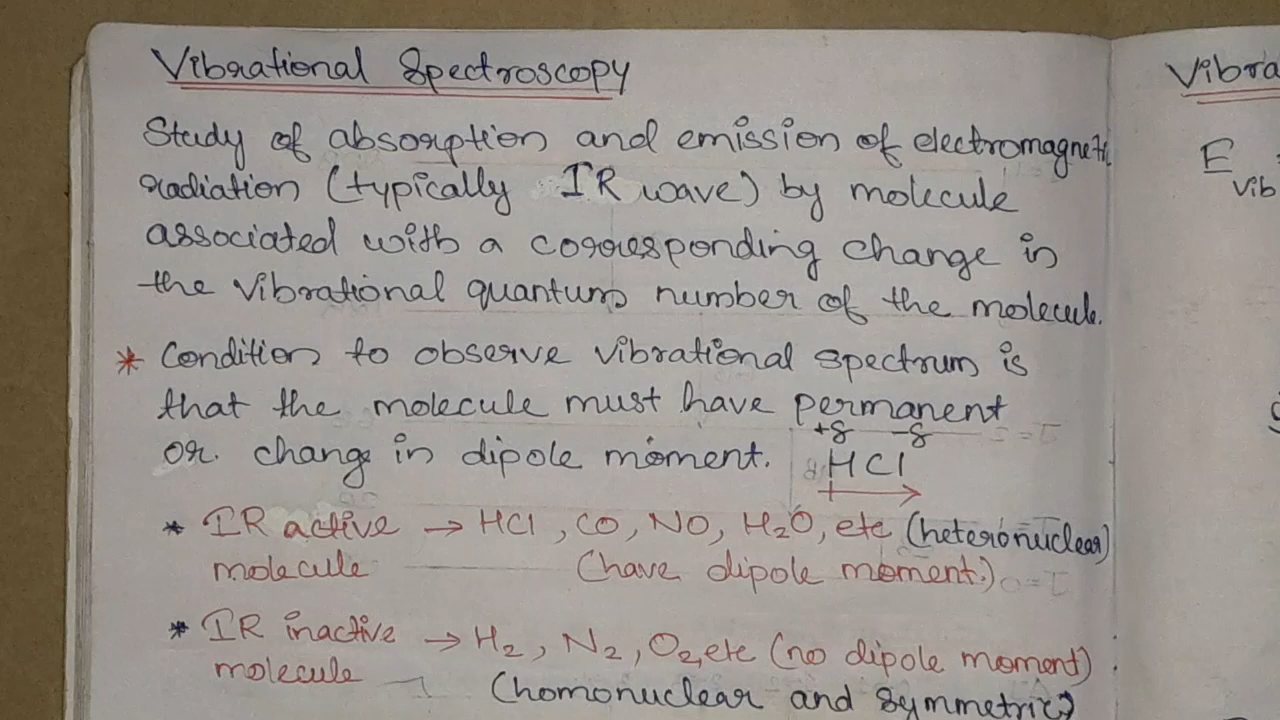 Vibrational Spectroscopy
Study of absorption and emission of electromagnetic
radiation (typically IR wave) by molecule
associated with a corresponding change in
the vibrational quantum number of the molecule.
* Condition to observe vibrational spectrum is
that the molecule must have permanent
or change in dipole moment.
+δ -δ
HCl
* IR active → HCl, CO, NO, H₂O, etc (heteronuclear)
molecule (have dipole moment.)
* IR inactive → H₂, N₂, O₂, etc (no dipole moment)
molecule (homonuclear and symmetric)
Vibra
E vib